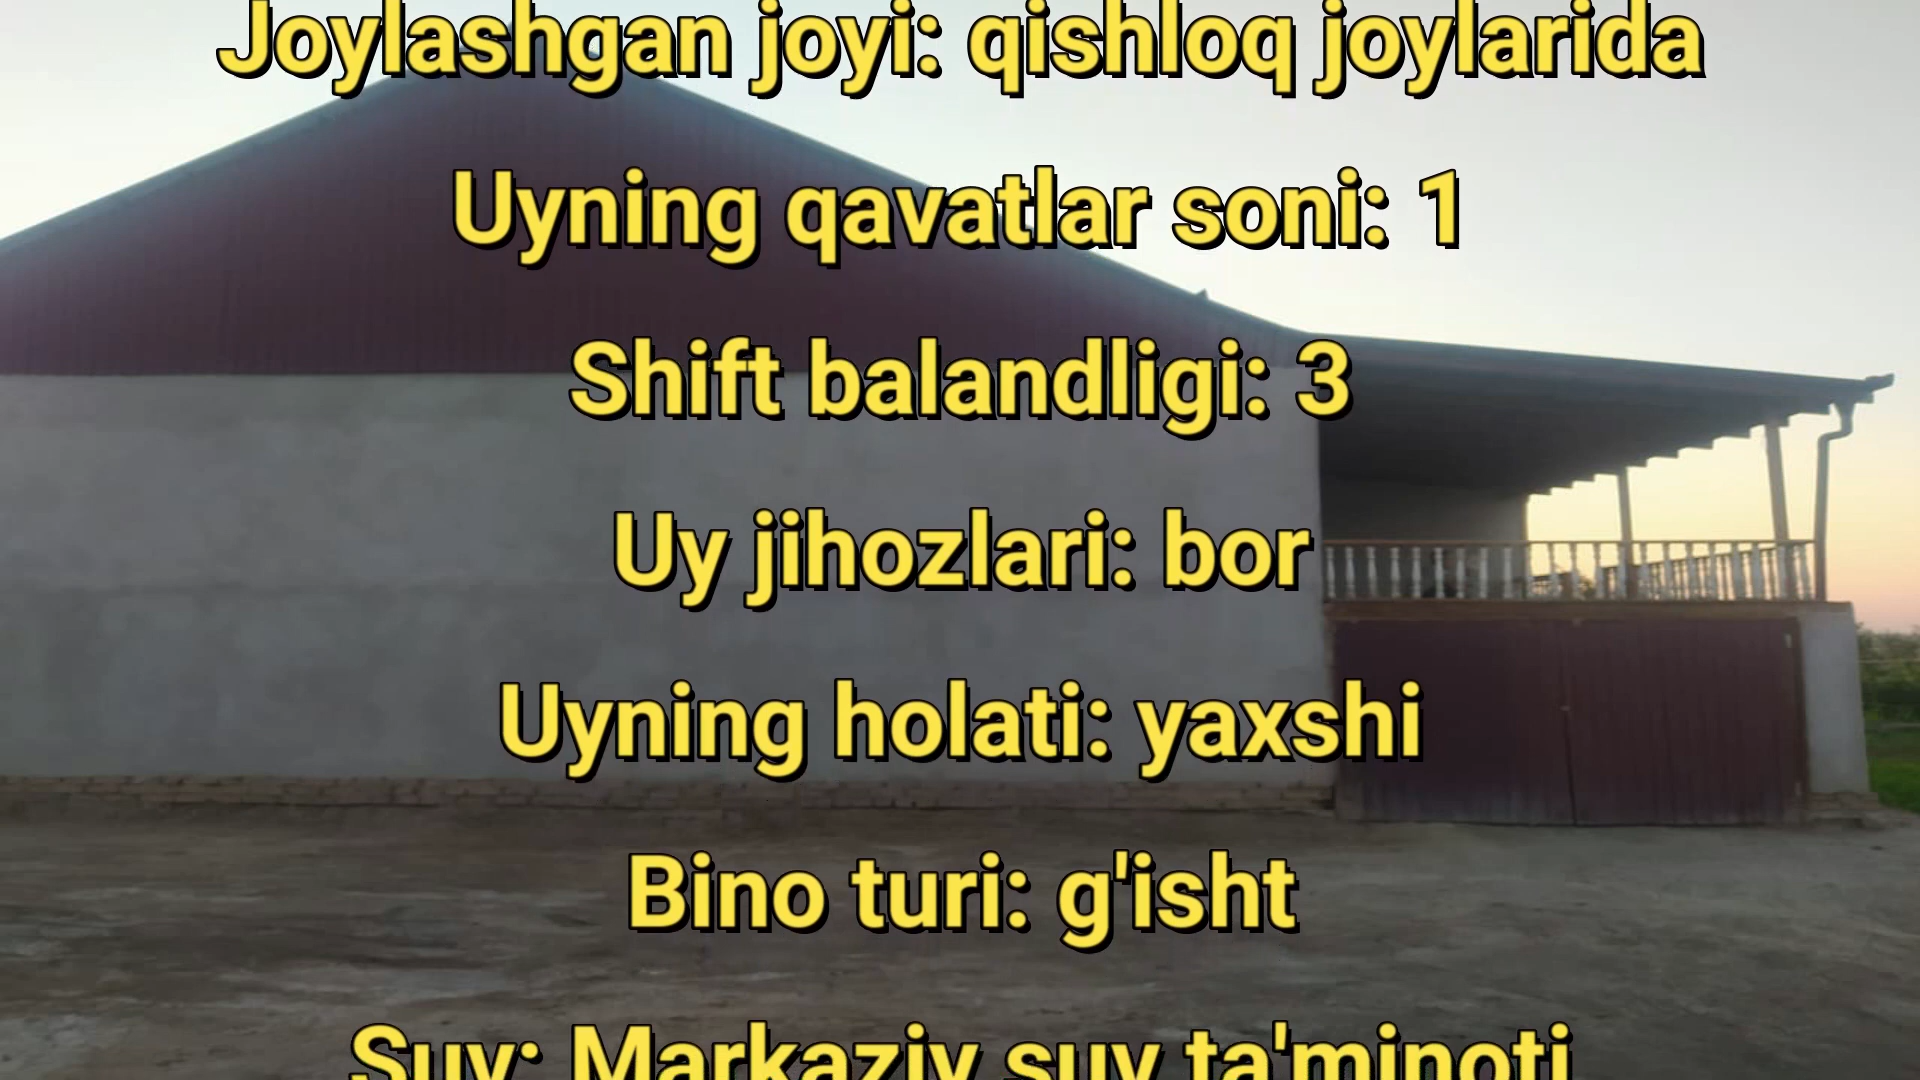 Joylashgan joyi: qishloq joylarida
Uyning qavatlar soni: 1
Shift balandligi: 3
Uy jihozlari: bor
Uyning holati: yaxshi
Bino turi: g'isht
Suv: Markaziy suv ta'minoti